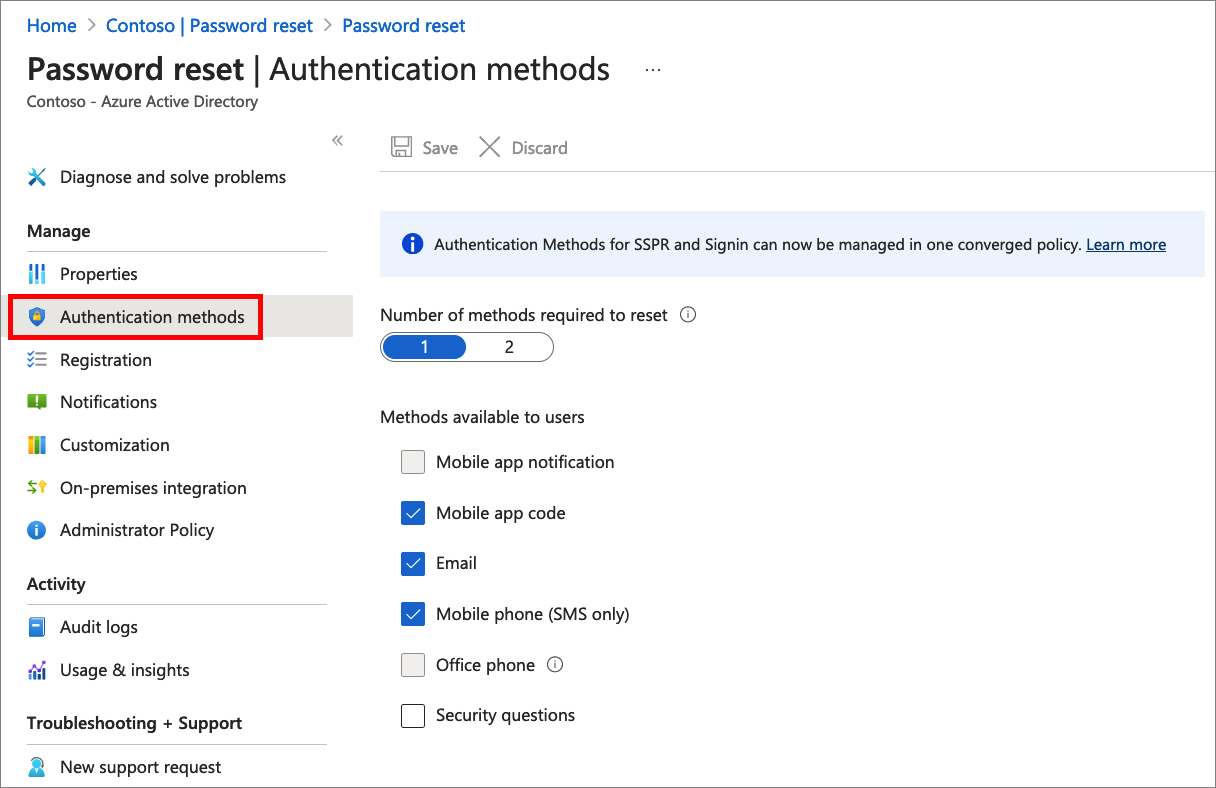 Home > Contoso | Password reset > Password reset
Password reset | Authentication methods ...
Contoso - Azure Active Directory
«
Diagnose and solve problems
Manage
Properties
Authentication methods
Registration
Notifications
Customization
On-premises integration
Administrator Policy
Activity
Audit logs
Usage & insights
Troubleshooting + Support
New support request
Save Discard
Authentication Methods for SSPR and Signin can now be managed in one converged policy. Learn more
Number of methods required to reset
1 2
Methods available to users
Mobile app notification
Mobile app code
Email
Mobile phone (SMS only)
Office phone
Security questions